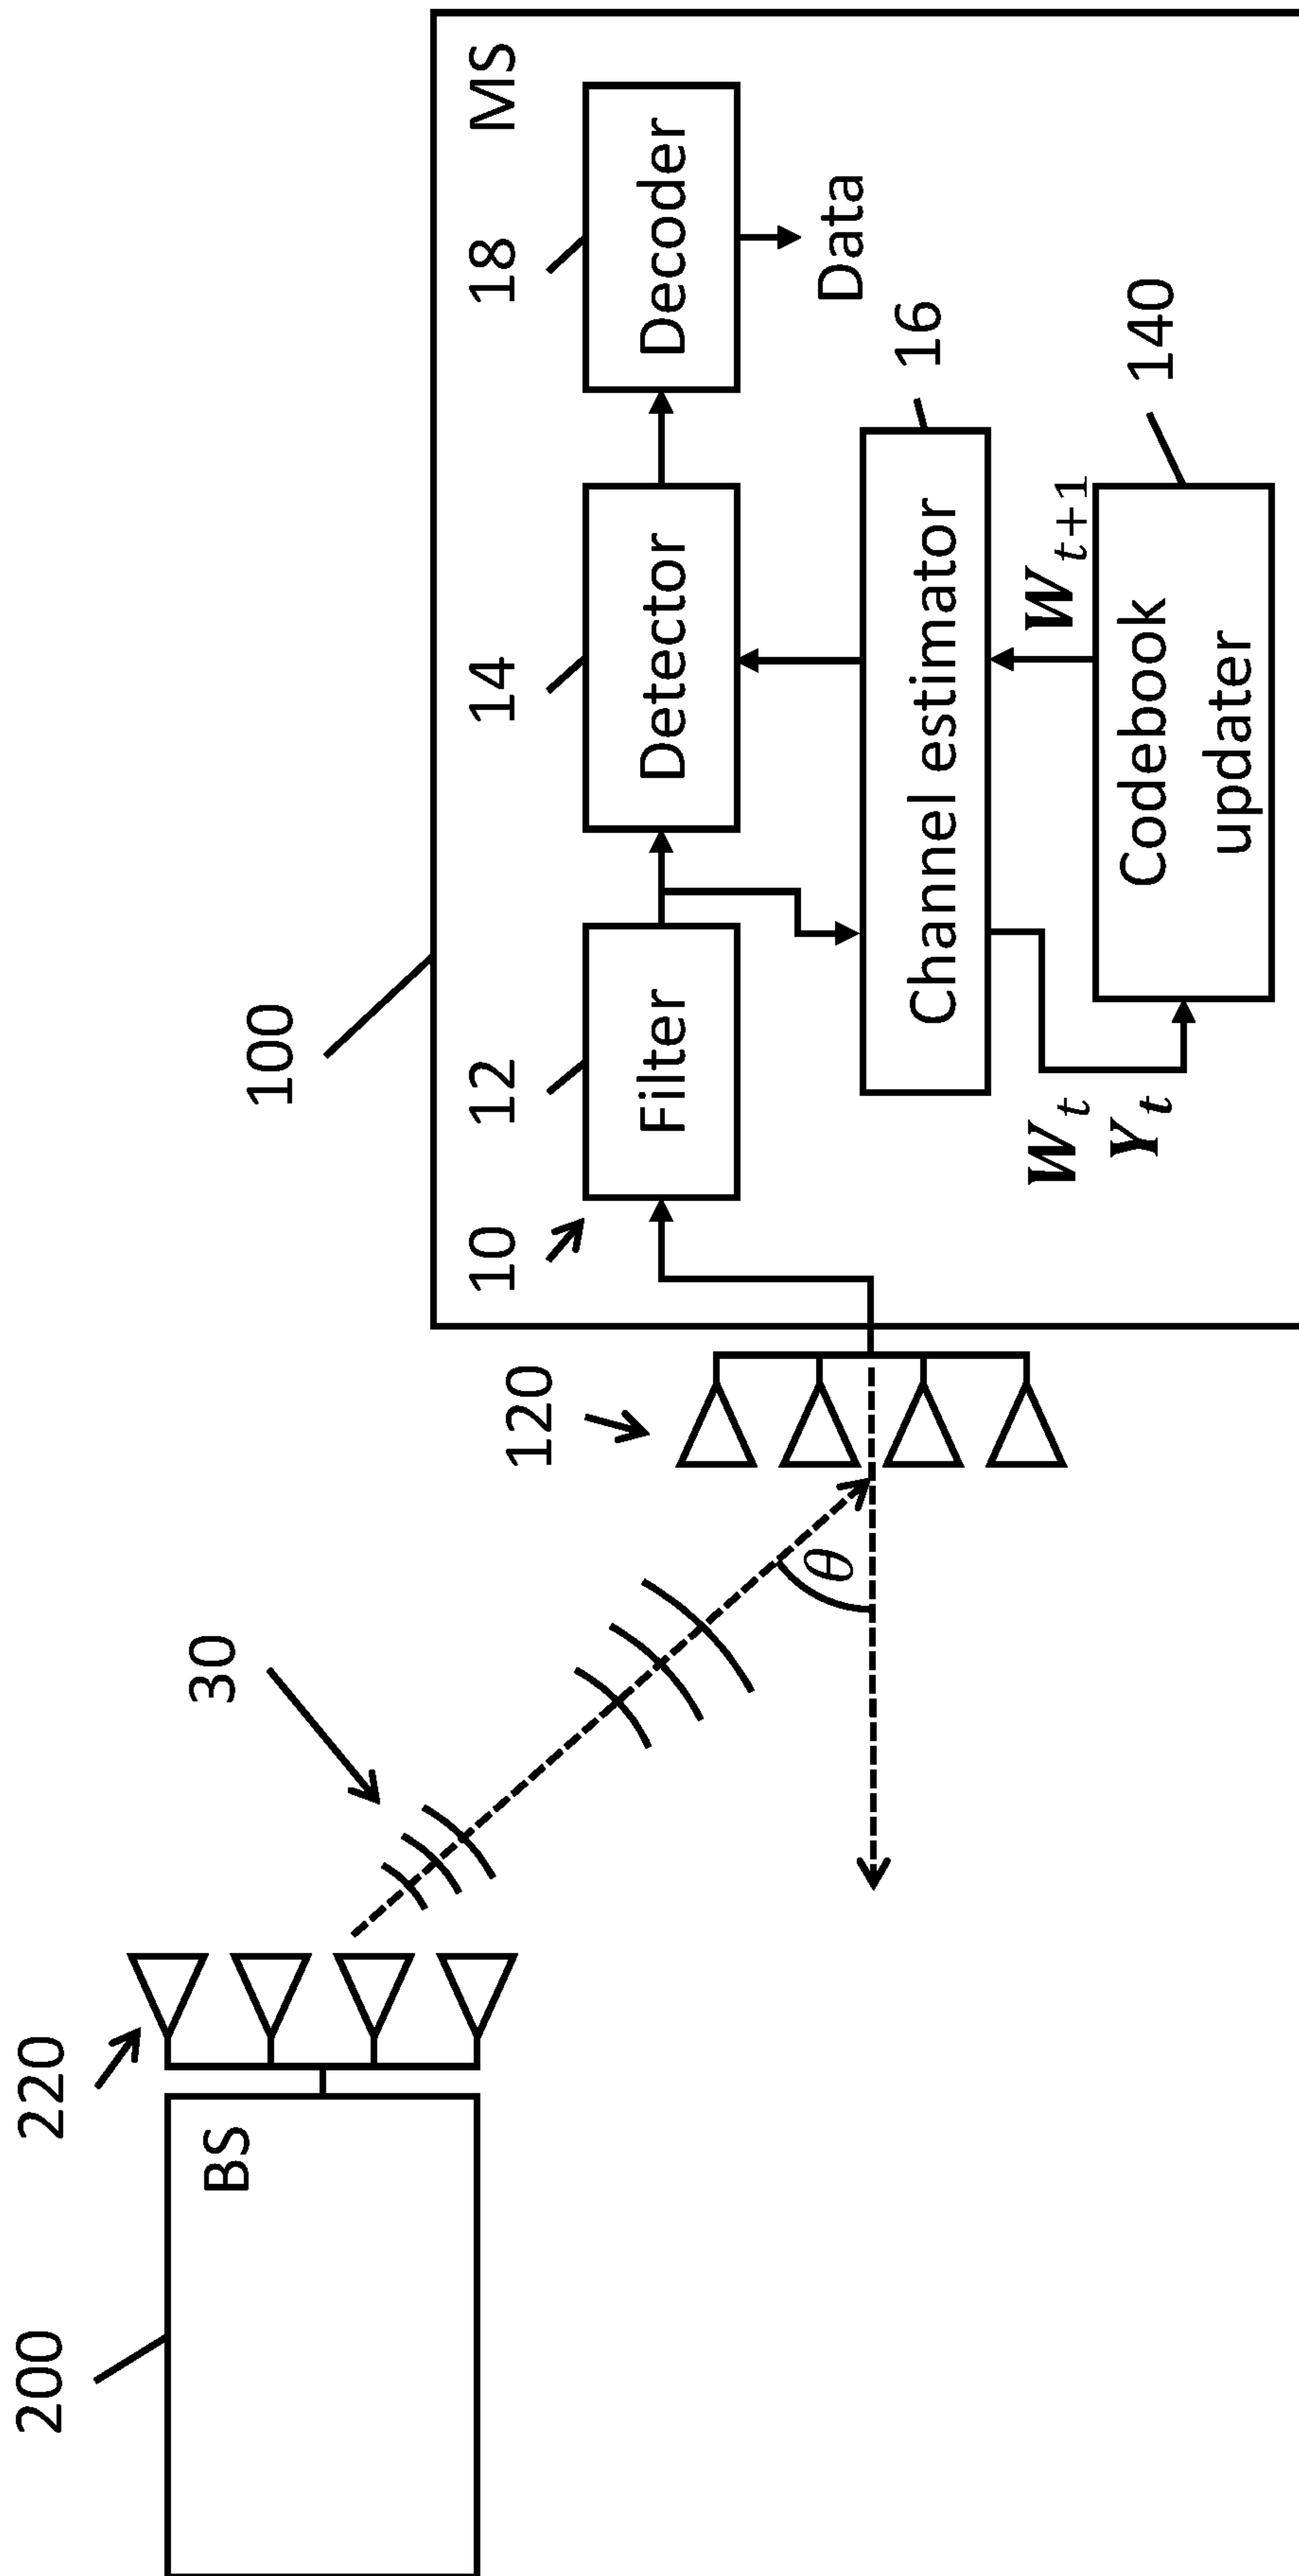 200
220
BS
30
θ
120
100
MS
10
12
14
18
Filter
Detector
Decoder
Data
16
Channel estimator
W_t
Y_t
W_{t+1}
140
Codebook
updater